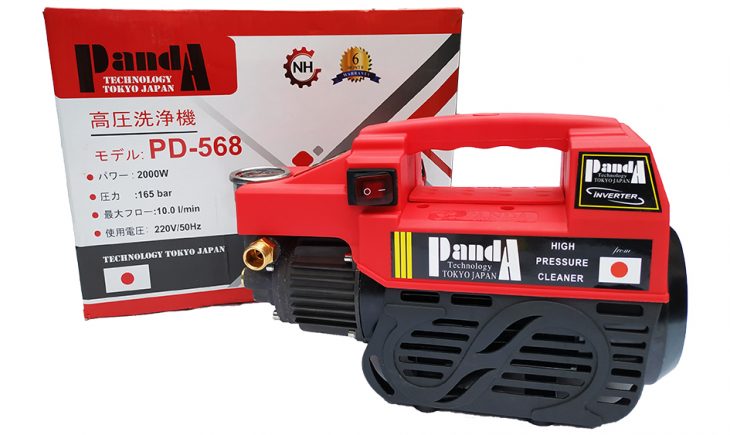 Panda
TECHNOLOGY
TOKYO JAPAN
NH
6
MONTH
WARRANTY
高圧洗浄機
モデル: PD-568
パワー : 2000W
圧力 :165 bar
最大フロー:10.0 l/min
使用電圧: 220V/50Hz
TECHNOLOGY TOKYO JAPAN
Panda
Technology
TOKYO JAPAN
INVERTER
Panda
Technology
TOKYO JAPAN
HIGH
PRESSURE
CLEANER